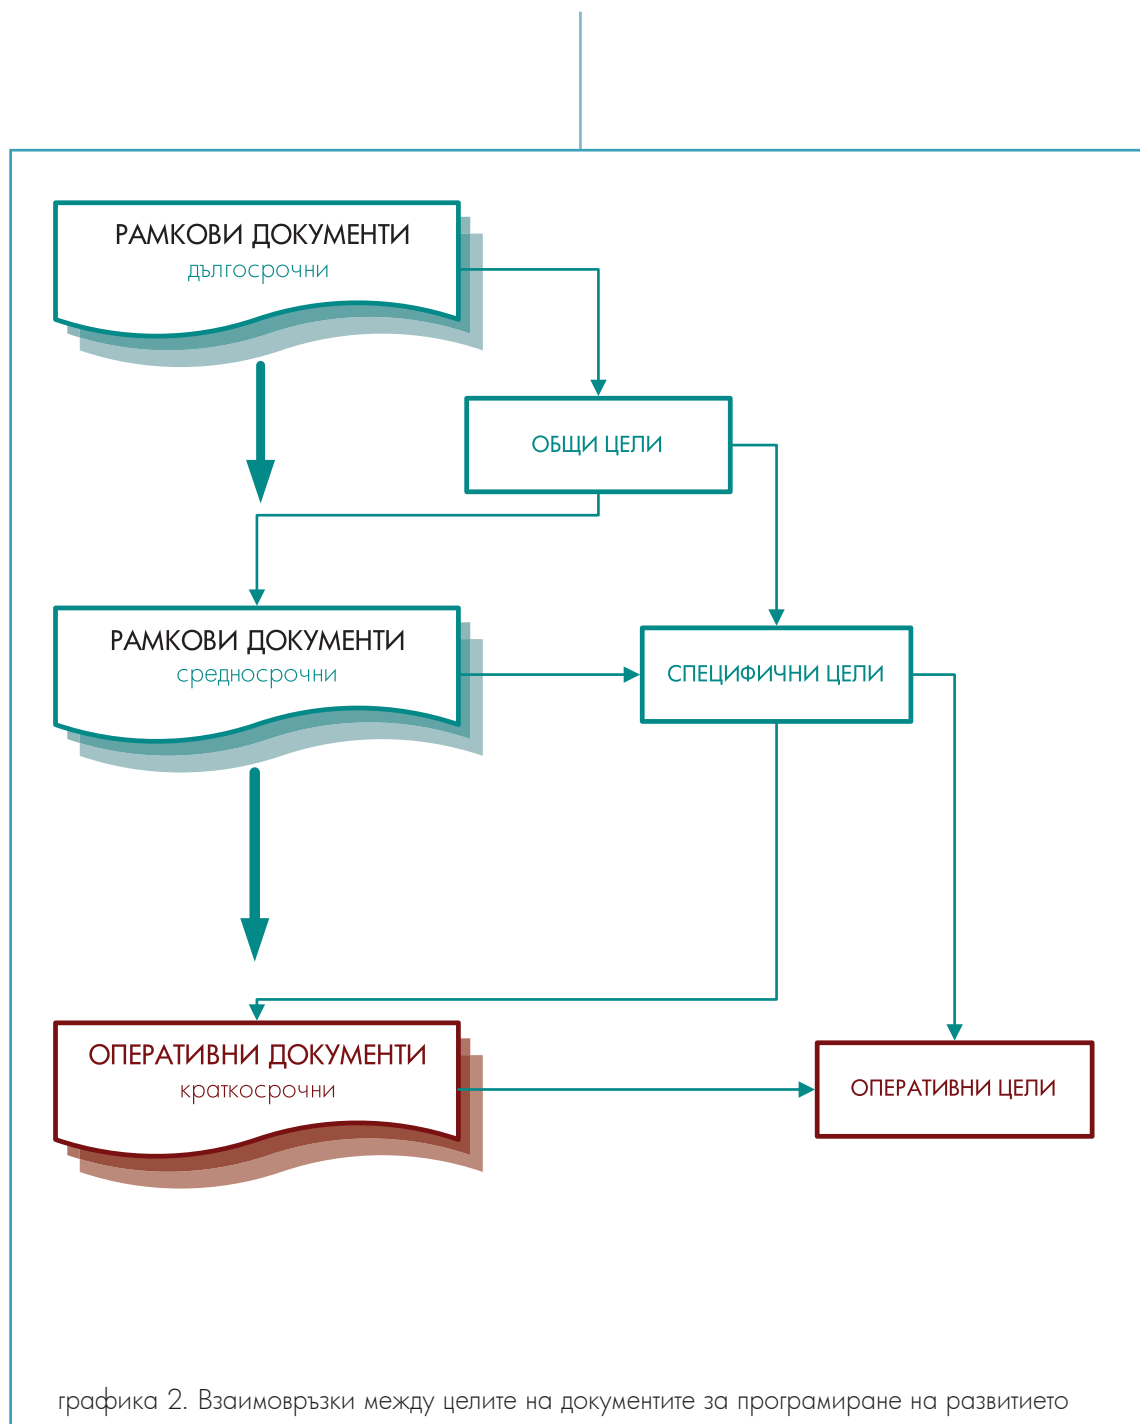 РАМКОВИ ДОКУМЕНТИ
дългосрочни
ОБЩИ ЦЕЛИ
РАМКОВИ ДОКУМЕНТИ
средносрочни
СПЕЦИФИЧНИ ЦЕЛИ
ОПЕРАТИВНИ ДОКУМЕНТИ
краткосрочни
ОПЕРАТИВНИ ЦЕЛИ
графика 2. Взаимовръзки между целите на документите за програмиране на развитието